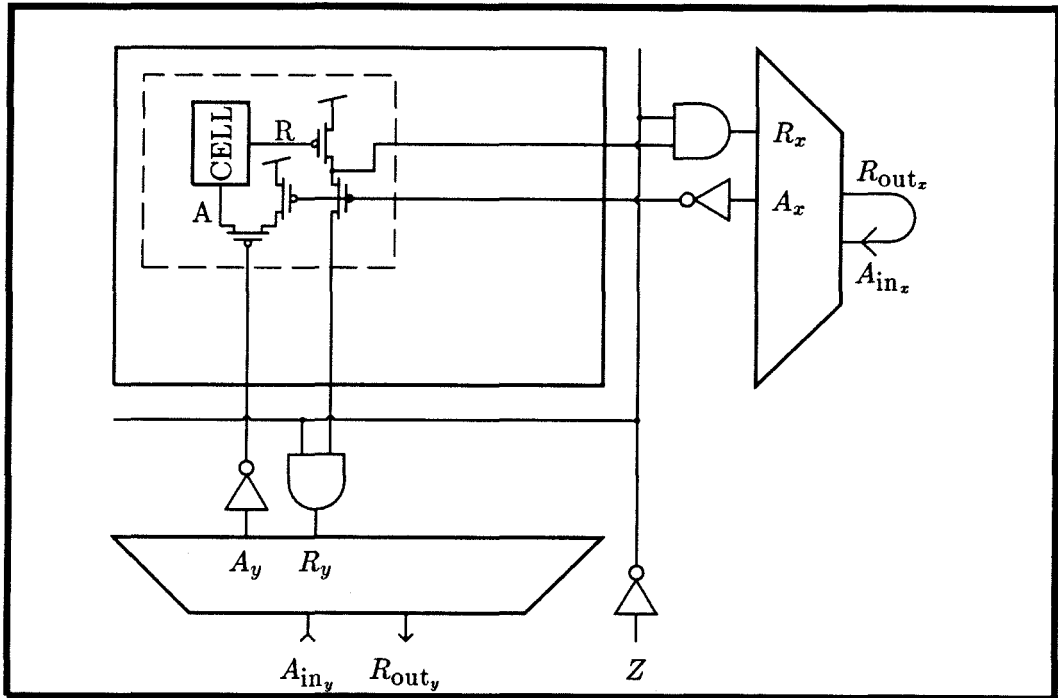 CELL
R
A
R_x
A_x
R_out_x
A_in_x
A_y
R_y
A_in_y
R_out_y
Z